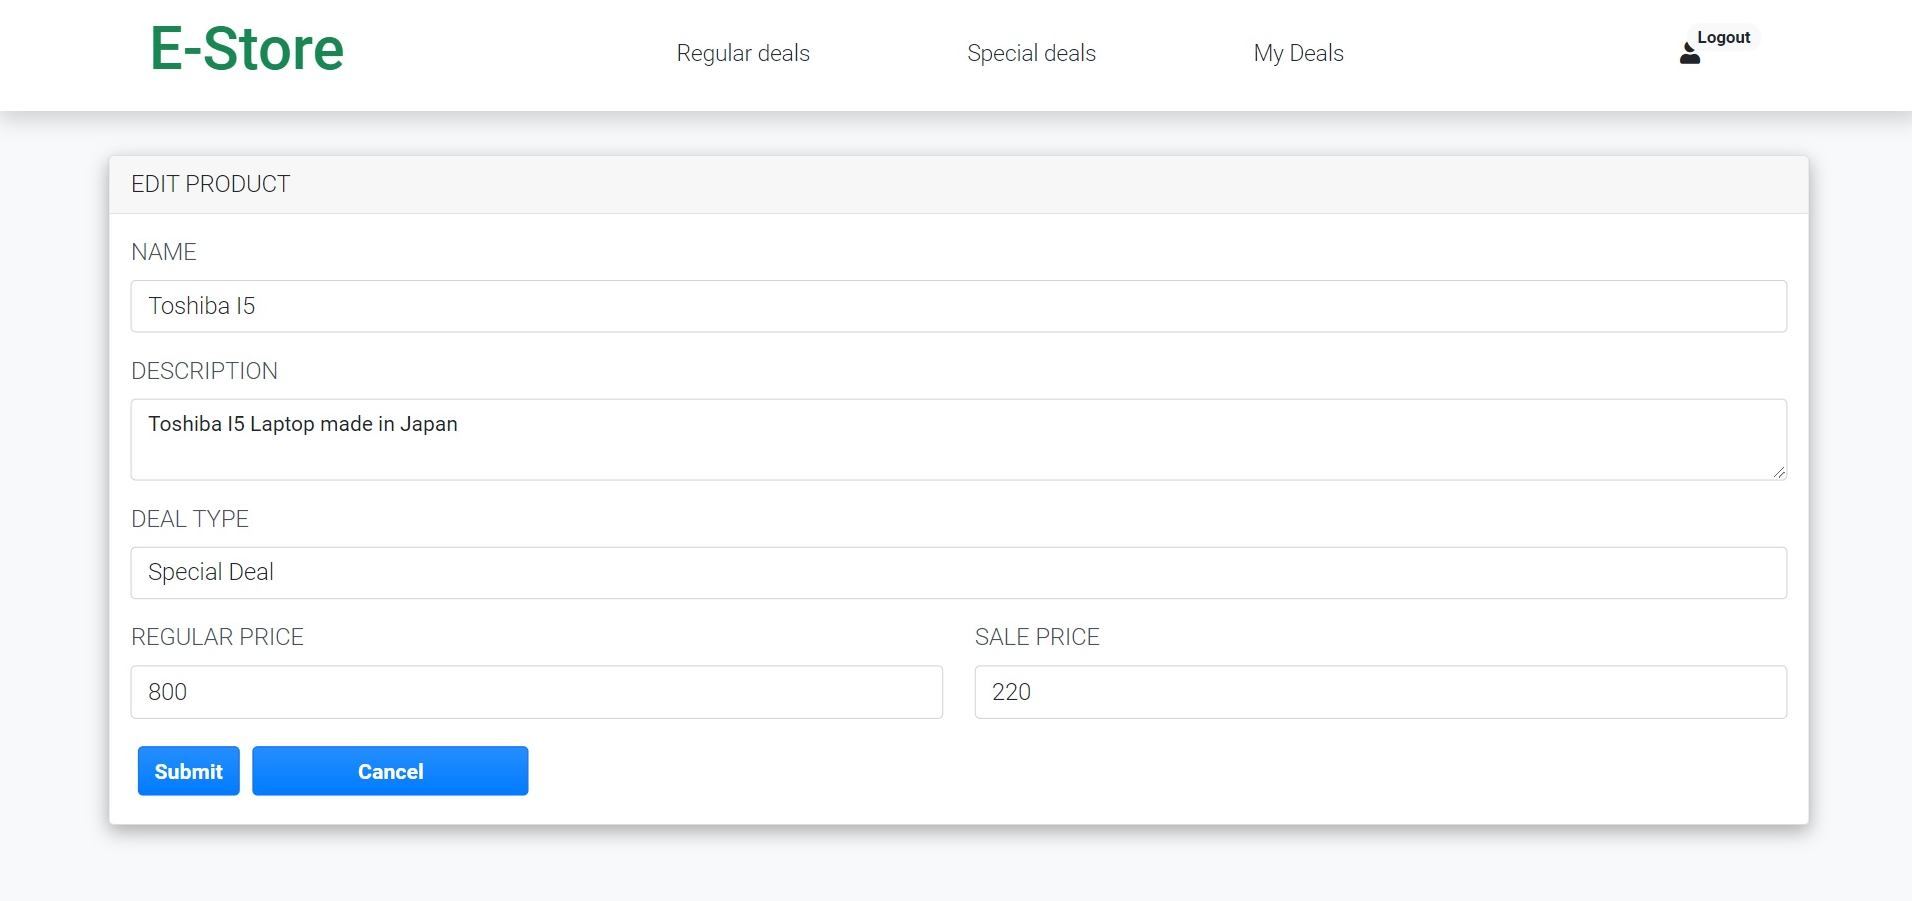 E-Store
Regular deals
Special deals
My Deals
Logout
EDIT PRODUCT
NAME
Toshiba I5
DESCRIPTION
Toshiba I5 Laptop made in Japan
DEAL TYPE
Special Deal
REGULAR PRICE
SALE PRICE
800
220
Submit
Cancel